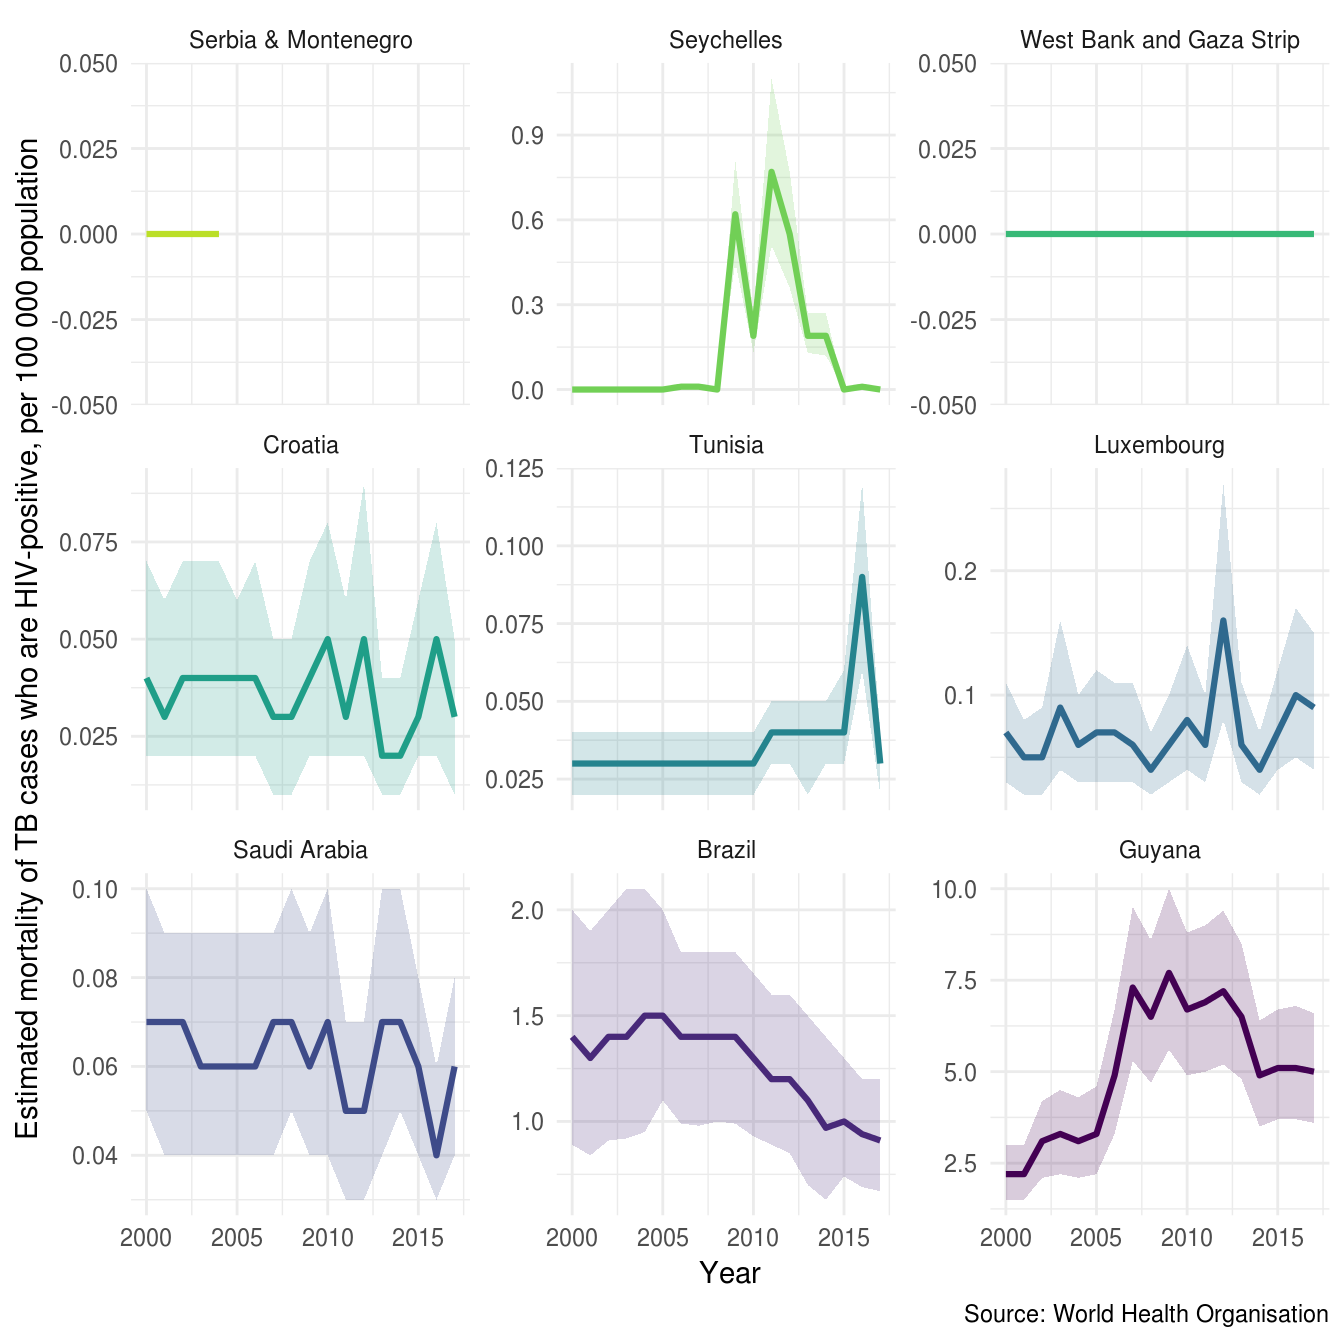 Estimated mortality of TB cases who are HIV-positive, per 100 000 population
Serbia & Montenegro
0.050
0.025
0.000
-0.025
-0.050
Seychelles
0.9
0.6
0.3
0.0
West Bank and Gaza Strip
0.050
0.025
0.000
-0.025
-0.050
Croatia
0.075
0.050
0.025
Tunisia
0.125
0.100
0.075
0.050
0.025
Luxembourg
0.2
0.1
Saudi Arabia
0.10
0.08
0.06
0.04
2000 2005 2010 2015
Brazil
2.0
1.5
1.0
2000 2005 2010 2015
Guyana
10.0
7.5
5.0
2.5
2000 2005 2010 2015
Year
Source: World Health Organisation